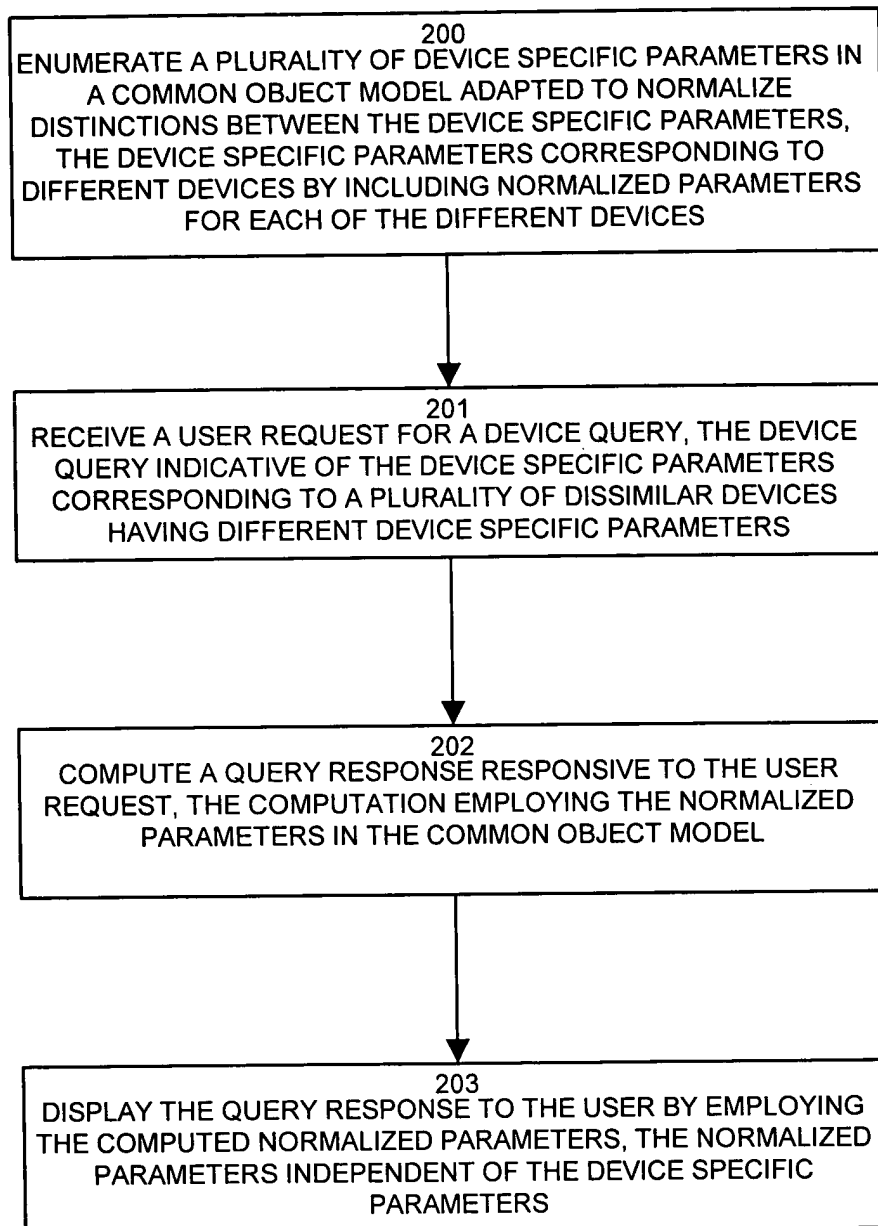 200
ENUMERATE A PLURALITY OF DEVICE SPECIFIC PARAMETERS IN
A COMMON OBJECT MODEL ADAPTED TO NORMALIZE
DISTINCTIONS BETWEEN THE DEVICE SPECIFIC PARAMETERS,
THE DEVICE SPECIFIC PARAMETERS CORRESPONDING TO
DIFFERENT DEVICES BY INCLUDING NORMALIZED PARAMETERS
FOR EACH OF THE DIFFERENT DEVICES
201
RECEIVE A USER REQUEST FOR A DEVICE QUERY, THE DEVICE
QUERY INDICATIVE OF THE DEVICE SPECIFIC PARAMETERS
CORRESPONDING TO A PLURALITY OF DISSIMILAR DEVICES
HAVING DIFFERENT DEVICE SPECIFIC PARAMETERS
202
COMPUTE A QUERY RESPONSE RESPONSIVE TO THE USER
REQUEST, THE COMPUTATION EMPLOYING THE NORMALIZED
PARAMETERS IN THE COMMON OBJECT MODEL
203
DISPLAY THE QUERY RESPONSE TO THE USER BY EMPLOYING
THE COMPUTED NORMALIZED PARAMETERS, THE NORMALIZED
PARAMETERS INDEPENDENT OF THE DEVICE SPECIFIC
PARAMETERS